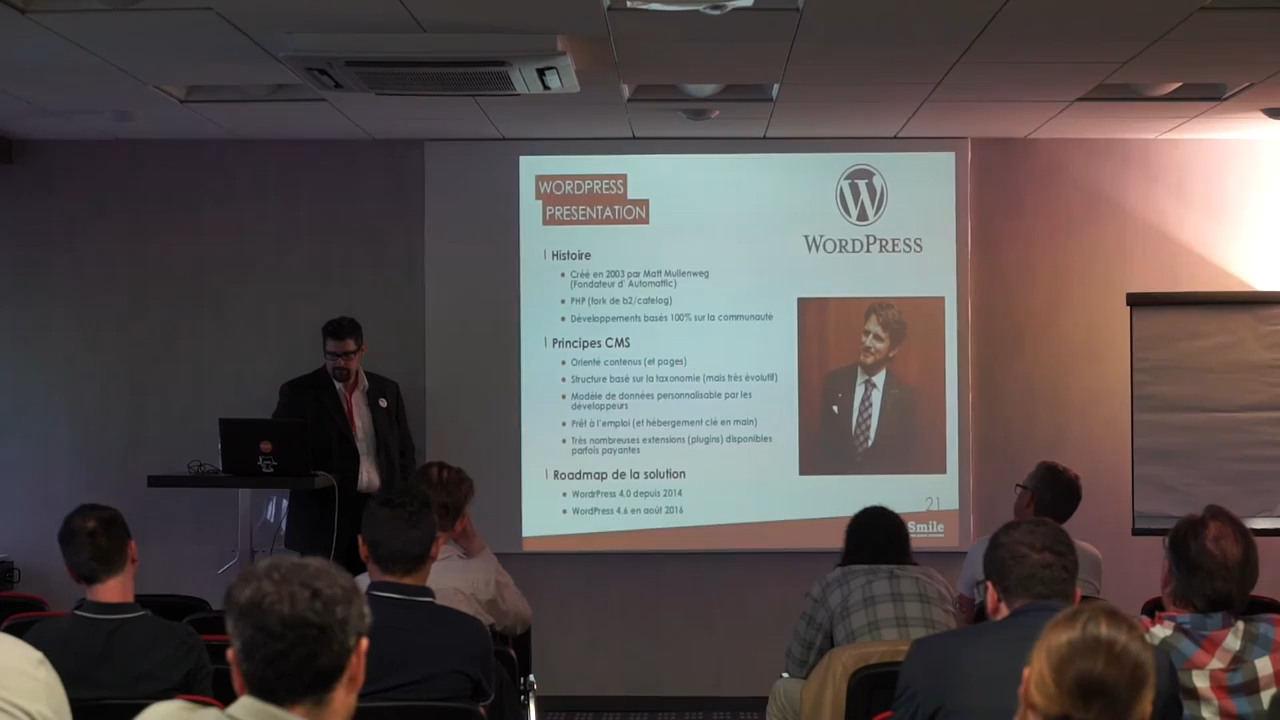 WORDPRESS
PRESENTATION
WORDPRESS
Histoire
Créé en 2003 par Matt Mullenweg
(Fondateur d' Automattic)
PHP (fork de b2/cafelog)
Développements basés 100% sur la communauté
Principes CMS
Orienté contenus (et pages)
Structure basé sur la taxonomie (mais très évolutif)
Modèle de données personnalisable par les
développeurs
Prêt à l'emploi (et hébergement clé en main)
Très nombreuses extensions (plugins) disponibles
parfois payantes
Roadmap de la solution
WordrPress 4.0 depuis 2014
WordPress 4.6 en août 2016
21
Smile